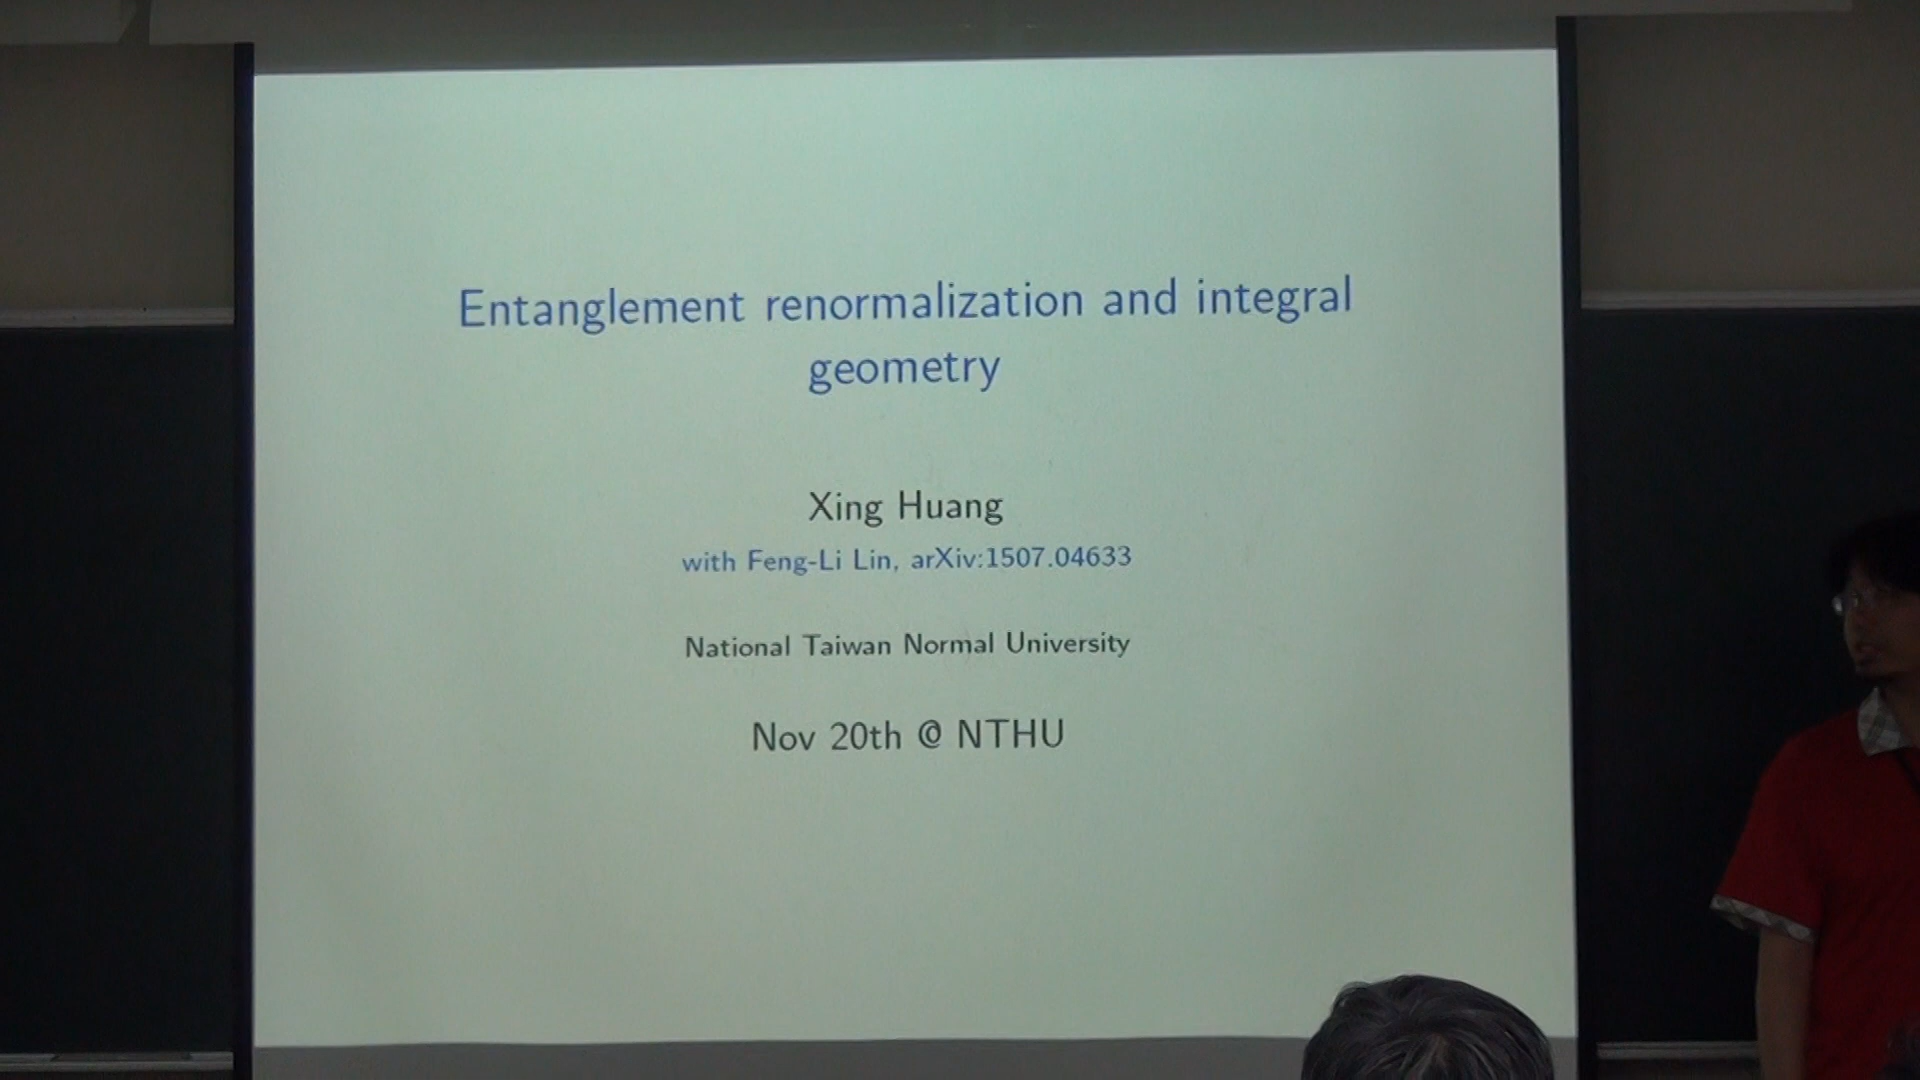 Entanglement renormalization and integral
geometry
Xing Huang
with Feng-Li Lin, arXiv:1507.04633
National Taiwan Normal University
Nov 20th @ NTHU